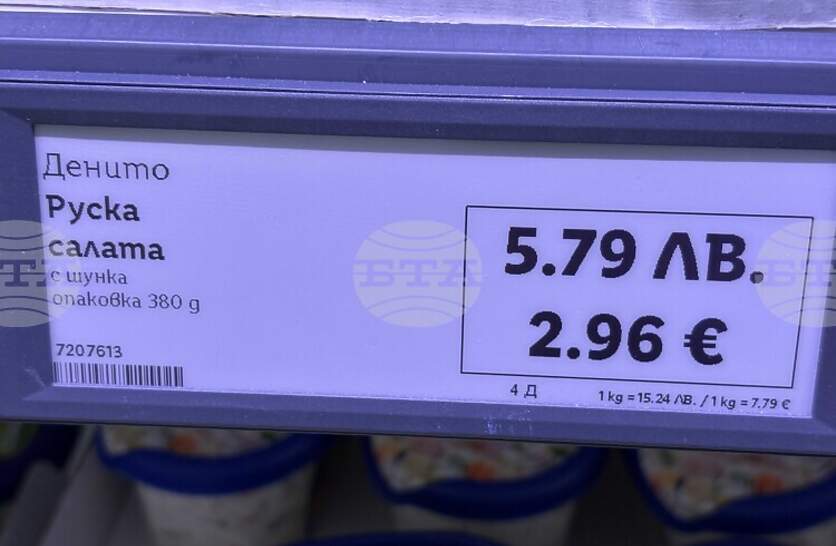 Денито
Руска
салата
с шунка
опаковка 380 g
7207613
5.79 ЛВ.
2.96 €
4 Д
1 kg = 15.24 ЛВ. / 1 kg = 7.79 €
БТА